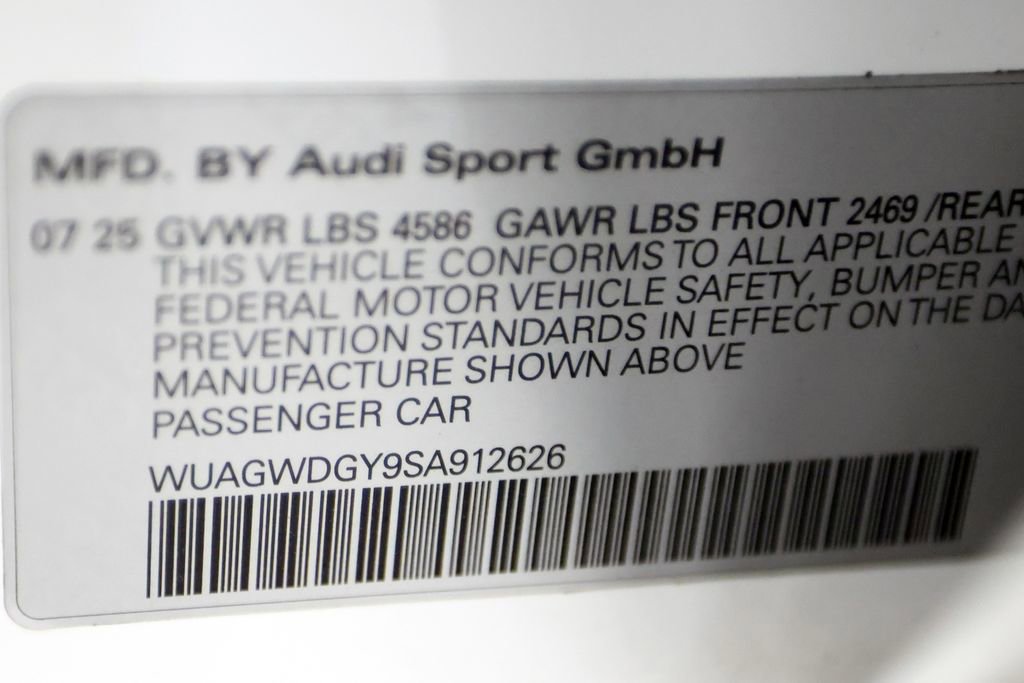 MFD. BY Audi Sport GmbH
07 25 GVWR LBS 4586 GAWR LBS FRONT 2469 /REAR
THIS VEHICLE CONFORMS TO ALL APPLICABLE
FEDERAL MOTOR VEHICLE SAFETY, BUMPER AN
PREVENTION STANDARDS IN EFFECT ON THE DA
MANUFACTURE SHOWN ABOVE
PASSENGER CAR
WUAGWDGY9SA912626